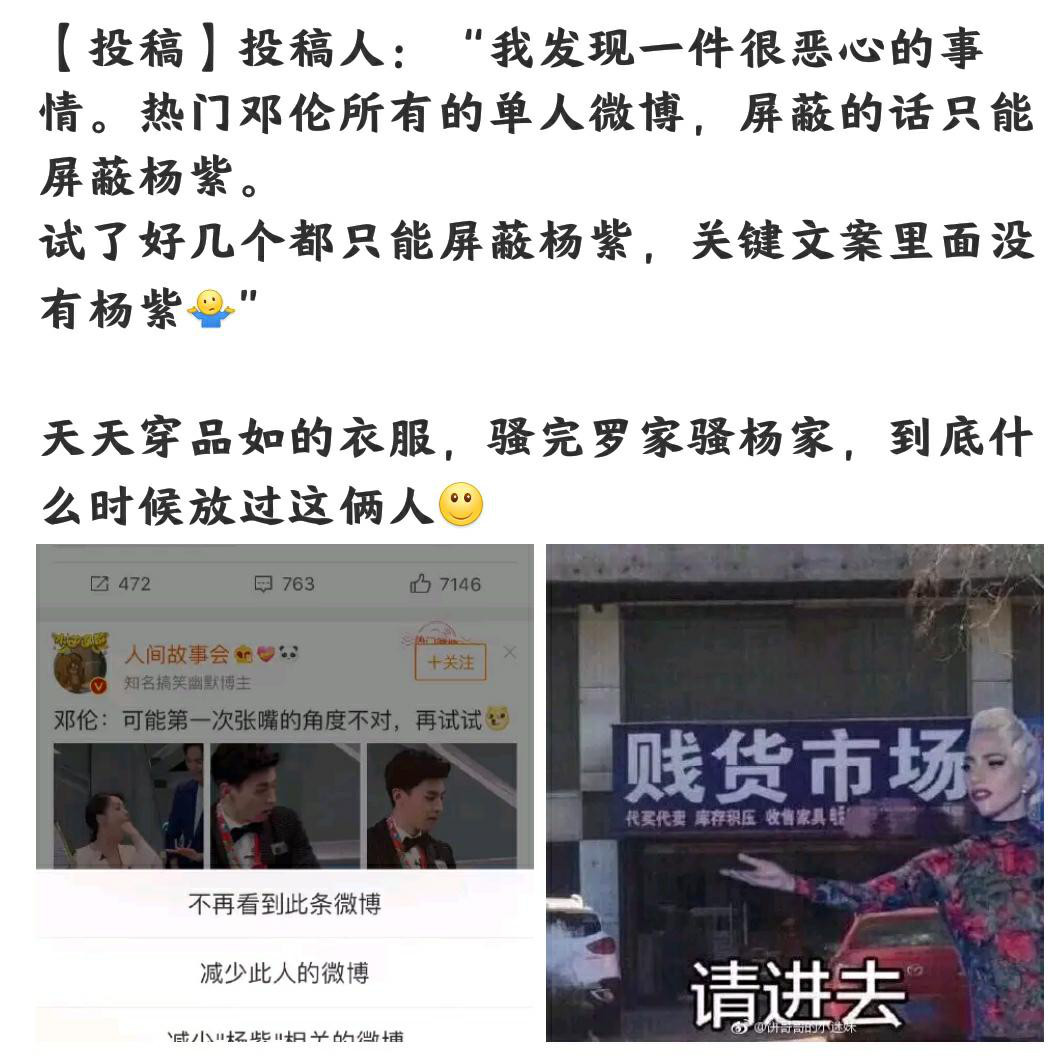 【投稿】投稿人：“我发现一件很恶心的事
情。热门邓伦所有的单人微博，屏蔽的话只能
屏蔽杨紫。
试了好几个都只能屏蔽杨紫，关键文案里面没
有杨紫🤷”
天天穿品如的衣服，骚完罗家骚杨家，到底什
么时候放过这俩人🙂
472 763 7146
人间故事会
+关注
知名搞笑幽默博主
邓伦：可能第一次张嘴的角度不对，再试试
不再看到此条微博
减少此人的微博
减少"杨紫"相关的微博
贱货市场
代买代卖 库存积压 收售家具
请进去
@饼哥哥的小迷妹